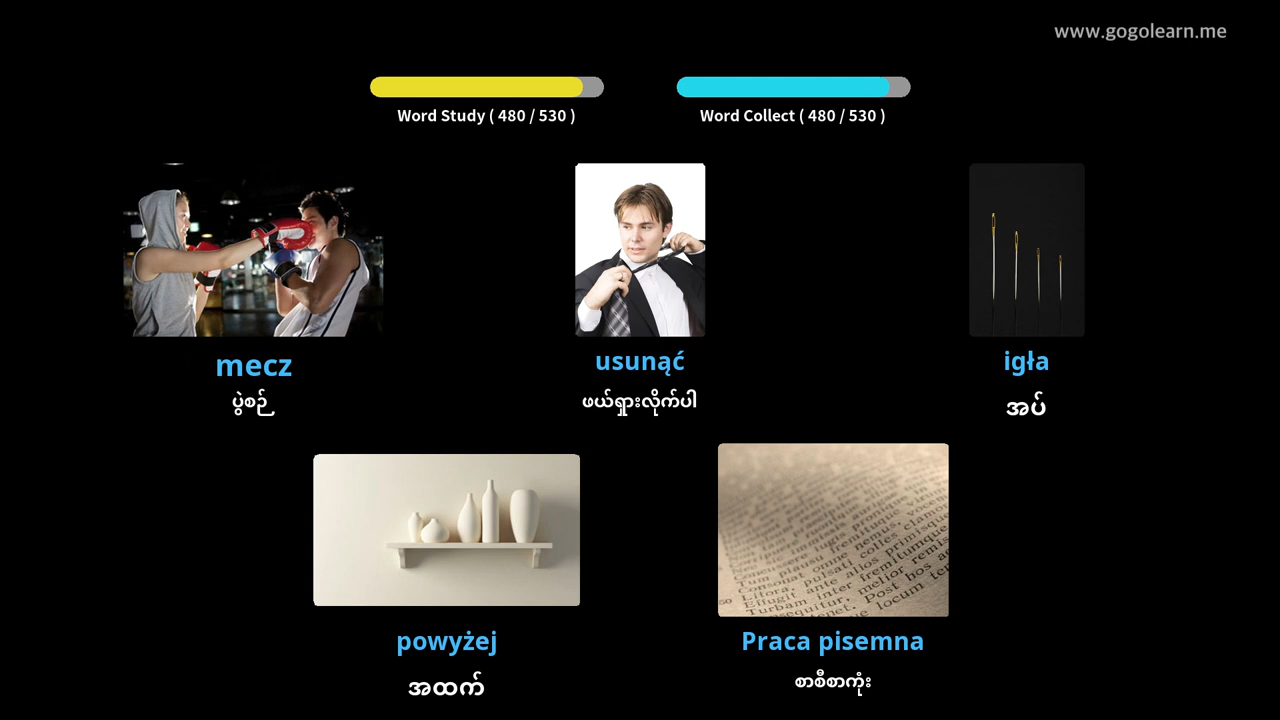 www.gogolearn.me
Word Study ( 480 / 530 )
Word Collect ( 480 / 530 )
mecz
ပွဲစဉ်
usunąć
ဖယ်ရှားလိုက်ပါ
igła
အပ်
powyżej
အထက်
Praca pisemna
စာစီစာကုံး